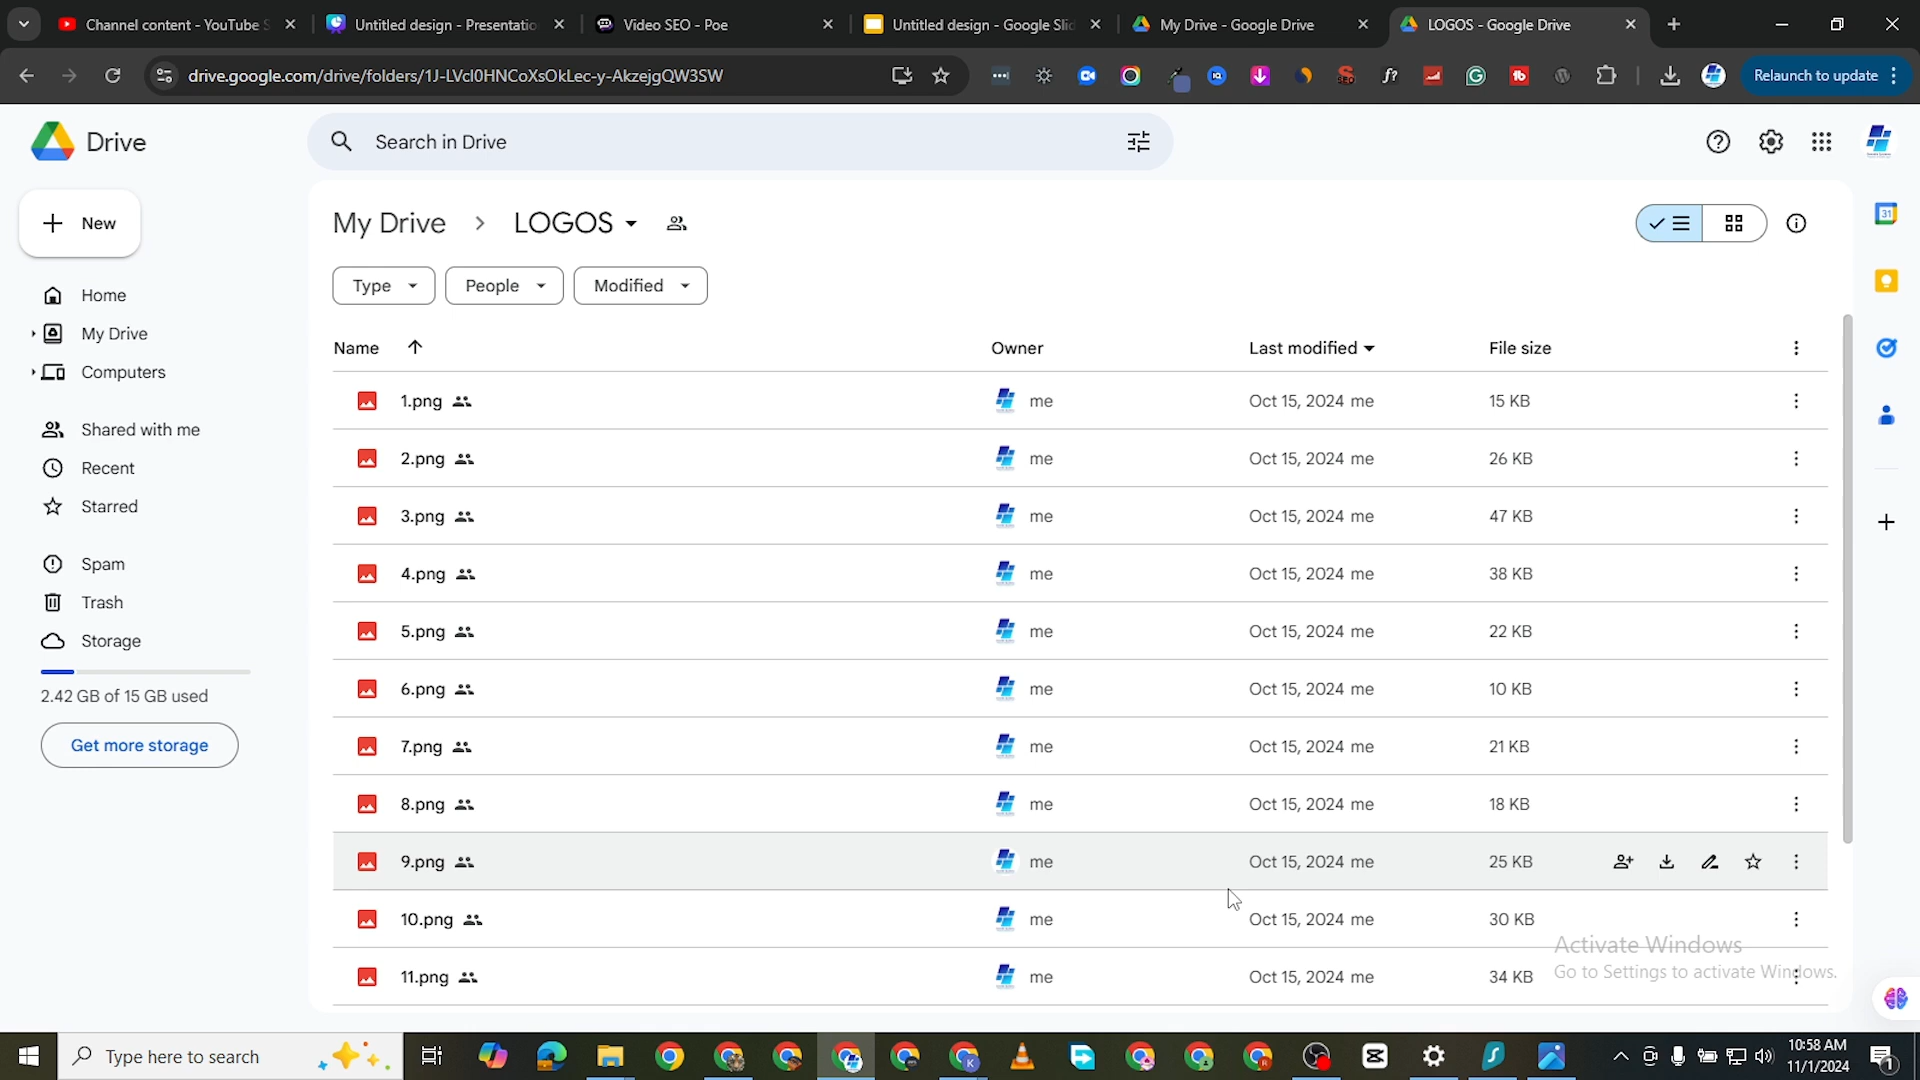 Channel content - YouTube S
Untitled design - Presentatio
Video SEO - Poe
Untitled design - Google Slid
My Drive - Google Drive
LOGOS - Google Drive
drive.google.com/drive/folders/1J-LVcI0HNCoXsOkLec-y-AkzejgQW3SW
Relaunch to update
Drive
Search in Drive
New
Home
My Drive
Computers
Shared with me
Recent
Starred
Spam
Trash
Storage
2.42 GB of 15 GB used
Get more storage
My Drive > LOGOS
Type
People
Modified
Name Owner Last modified File size
1.png me Oct 15, 2024 me 15 KB
2.png me Oct 15, 2024 me 26 KB
3.png me Oct 15, 2024 me 47 KB
4.png me Oct 15, 2024 me 38 KB
5.png me Oct 15, 2024 me 22 KB
6.png me Oct 15, 2024 me 10 KB
7.png me Oct 15, 2024 me 21 KB
8.png me Oct 15, 2024 me 18 KB
9.png me Oct 15, 2024 me 25 KB
10.png me Oct 15, 2024 me 30 KB
11.png me Oct 15, 2024 me 34 KB
Activate Windows
Go to Settings to activate Windows.
31
Type here to search
10:58 AM
11/1/2024
1